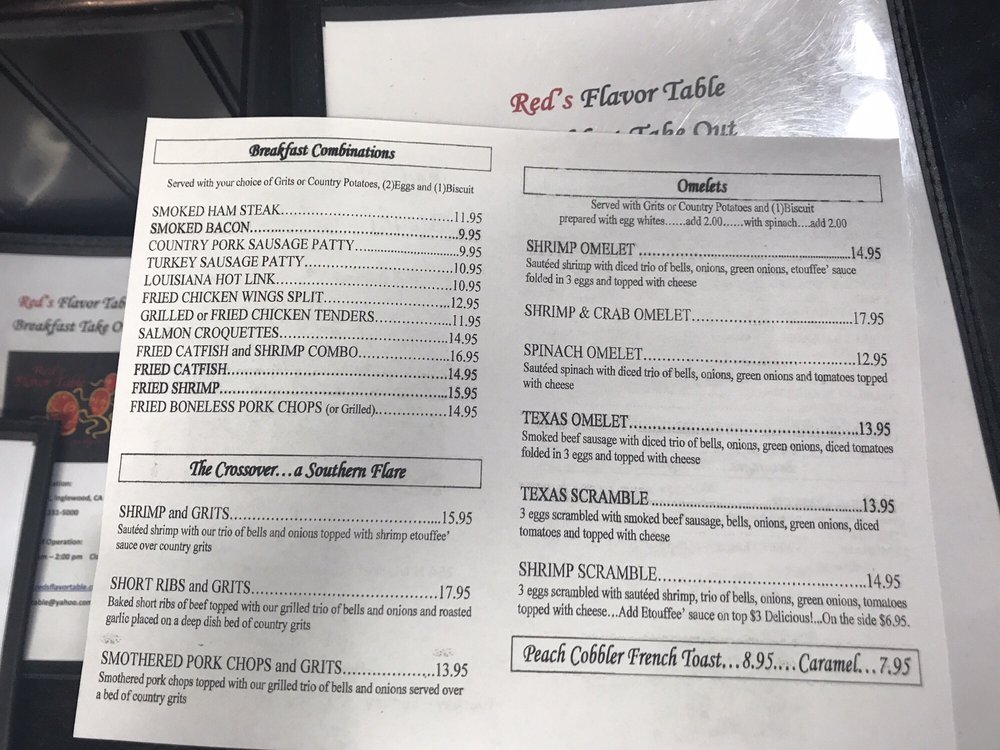 Red's Flavor Table
Take Out
Red's Flavor Tab
Breakfast Take O
Red's
Flavor Table
Inglewood, CA
Operation:
– 2:00 pm
Breakfast Combinations
Served with your choice of Grits or Country Potatoes, (2)Eggs and (1)Biscuit
SMOKED HAM STEAK...11.95
SMOKED BACON...9.95
COUNTRY PORK SAUSAGE PATTY...9.95
TURKEY SAUSAGE PATTY...10.95
LOUISIANA HOT LINK...10.95
FRIED CHICKEN WINGS SPLIT...12.95
GRILLED or FRIED CHICKEN TENDERS...11.95
SALMON CROQUETTES...14.95
FRIED CATFISH and SHRIMP COMBO...16.95
FRIED CATFISH...14.95
FRIED SHRIMP...15.95
FRIED BONELESS PORK CHOPS (or Grilled)...14.95
The Crossover...a Southern Flare
SHRIMP and GRITS...15.95
Sautéed shrimp with our trio of bells and onions topped with shrimp etouffee'
sauce over country grits
SHORT RIBS and GRITS...17.95
Baked short ribs of beef topped with our grilled trio of bells and onions and roasted
garlic placed on a deep dish bed of country grits
SMOTHERED PORK CHOPS and GRITS...13.95
Smothered pork chops topped with our grilled trio of bells and onions served over
a bed of country grits
Omelets
Served with Grits or Country Potatoes and (1)Biscuit
prepared with egg whites......add 2.00......with spinach....add 2.00
SHRIMP OMELET...14.95
Sautéed shrimp with diced trio of bells, onions, green onions, etouffee' sauce
folded in 3 eggs and topped with cheese
SHRIMP & CRAB OMELET...17.95
SPINACH OMELET...12.95
Sautéed spinach with diced trio of bells, onions, green onions and tomatoes topped
with cheese
TEXAS OMELET...13.95
Smoked beef sausage with diced trio of bells, onions, green onions, diced tomatoes
folded in 3 eggs and topped with cheese
TEXAS SCRAMBLE...13.95
3 eggs scrambled with smoked beef sausage, bells, onions, green onions, diced
tomatoes and topped with cheese
SHRIMP SCRAMBLE...14.95
3 eggs scrambled with sautéed shrimp, trio of bells, onions, green onions, tomatoes
topped with cheese...Add Etouffee' sauce on top $3 Delicious!...On the side $6.95.
Peach Cobbler French Toast...8.95.... Caramel...7.95